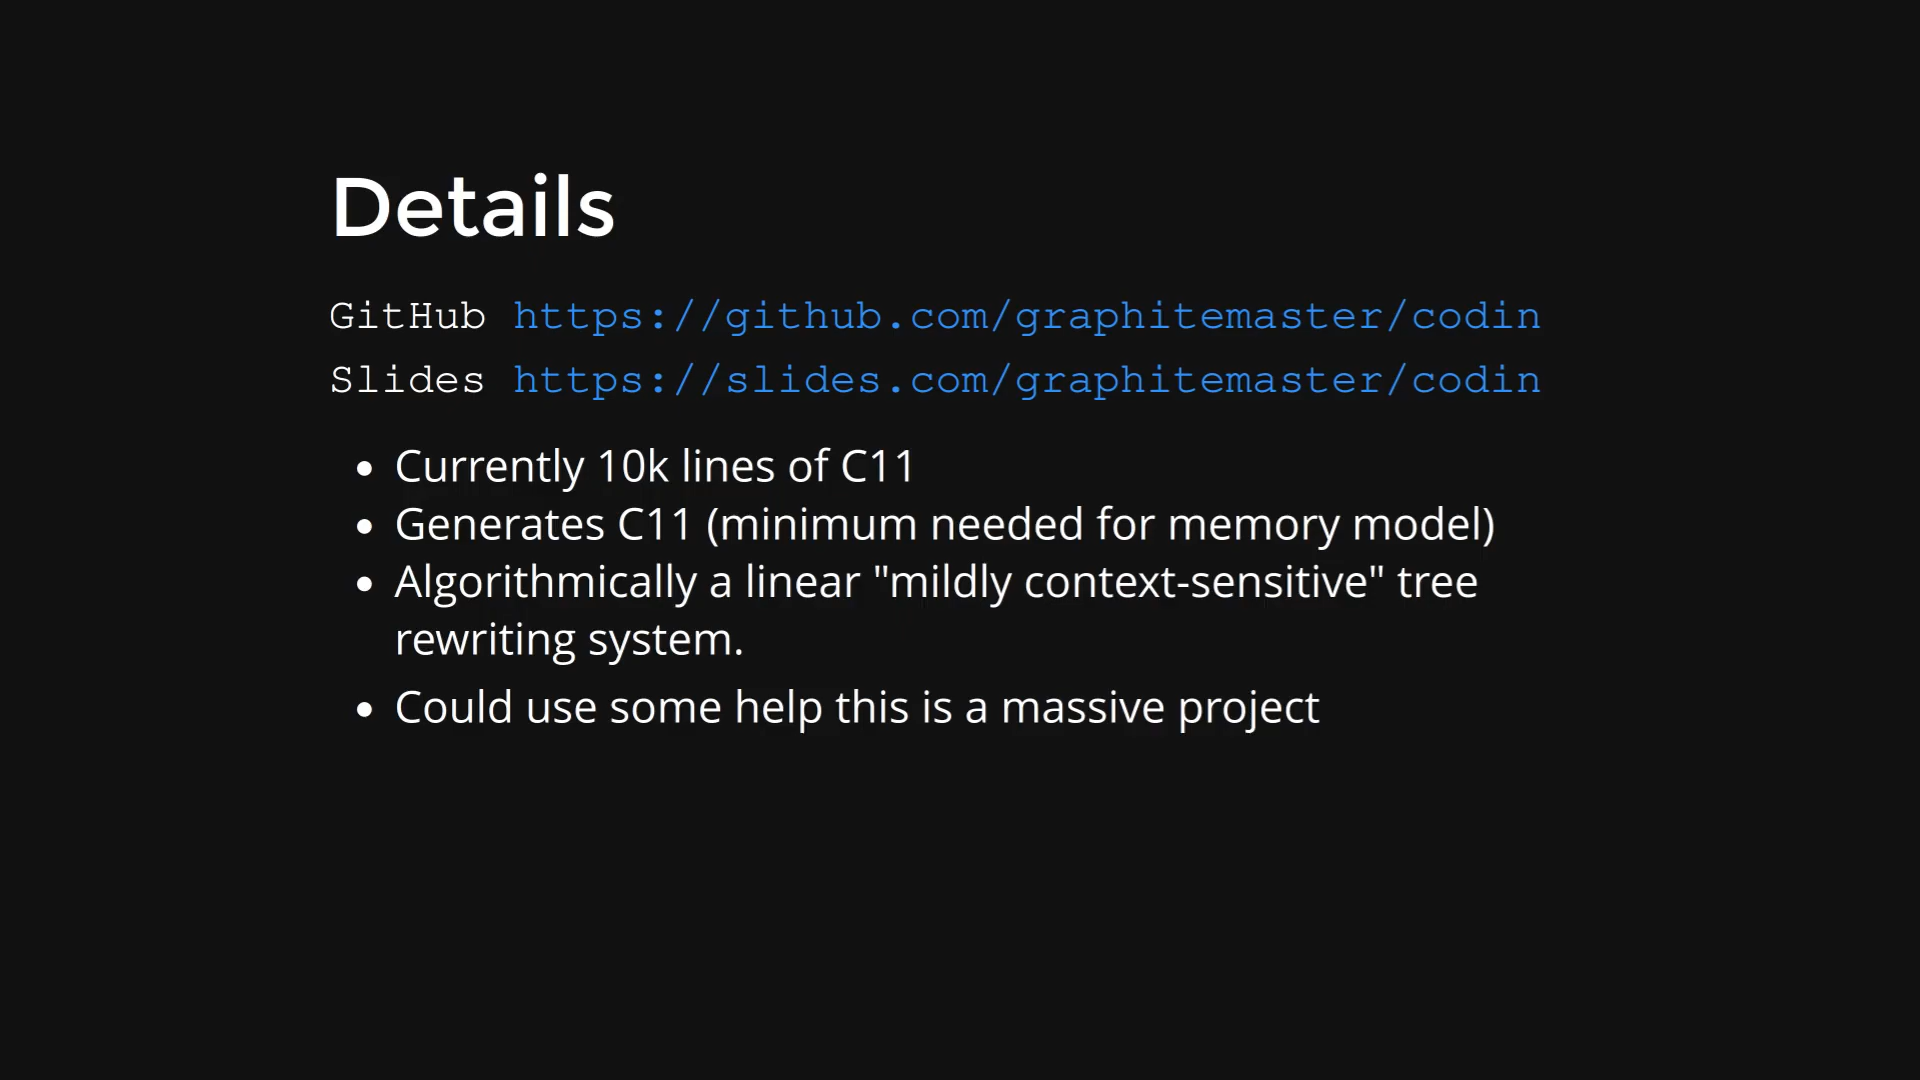 Details
GitHub https://github.com/graphitemaster/codin
Slides https://slides.com/graphitemaster/codin
• Currently 10k lines of C11
• Generates C11 (minimum needed for memory model)
• Algorithmically a linear "mildly context-sensitive" tree
rewriting system.
• Could use some help this is a massive project